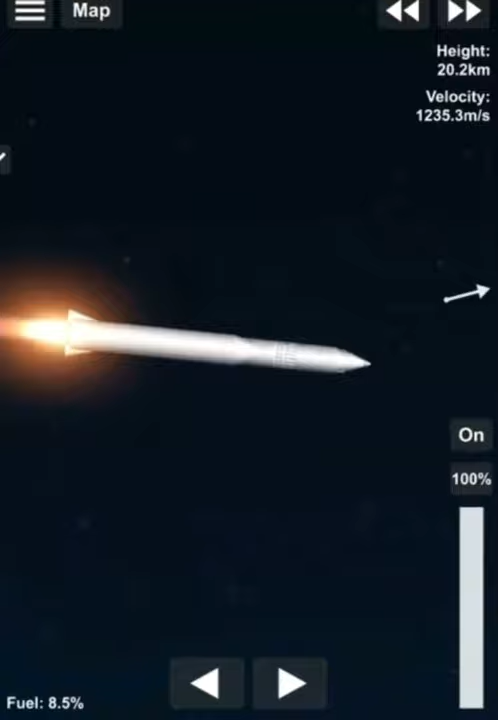 Map
Height:
20.2km
Velocity:
1235.3m/s
On
100%
Fuel: 8.5%